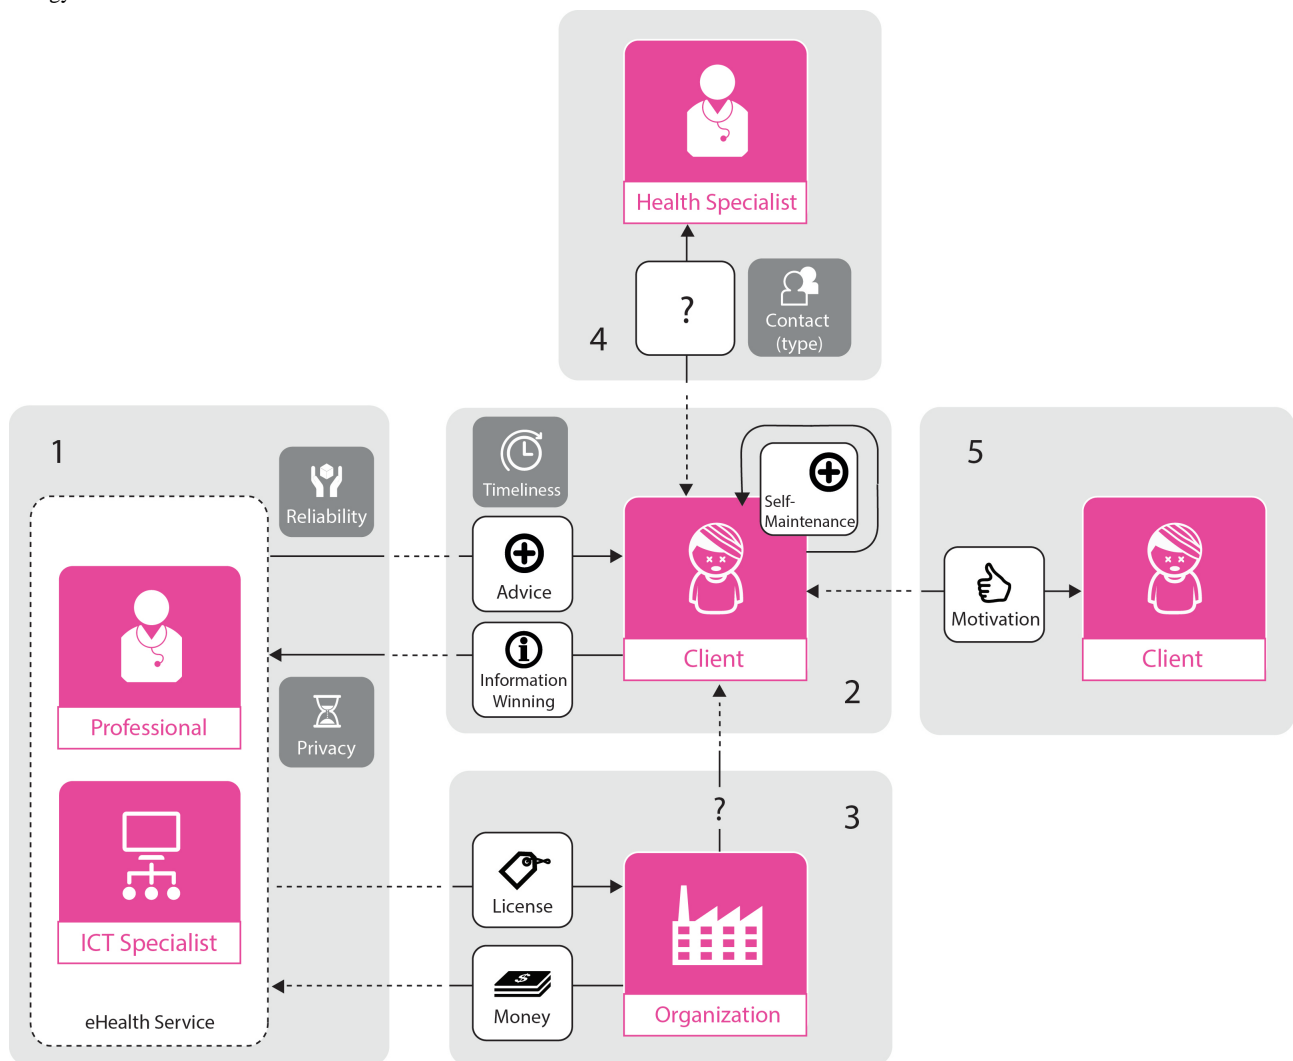 Health Specialist
?
Contact
(type)
4
1
Reliability
Professional
Privacy
ICT Specialist
eHealth Service
Timeliness
Self-
Maintenance
Advice
Information
Winning
Client
2
5
Motivation
Client
?
3
License
Money
$
Organization